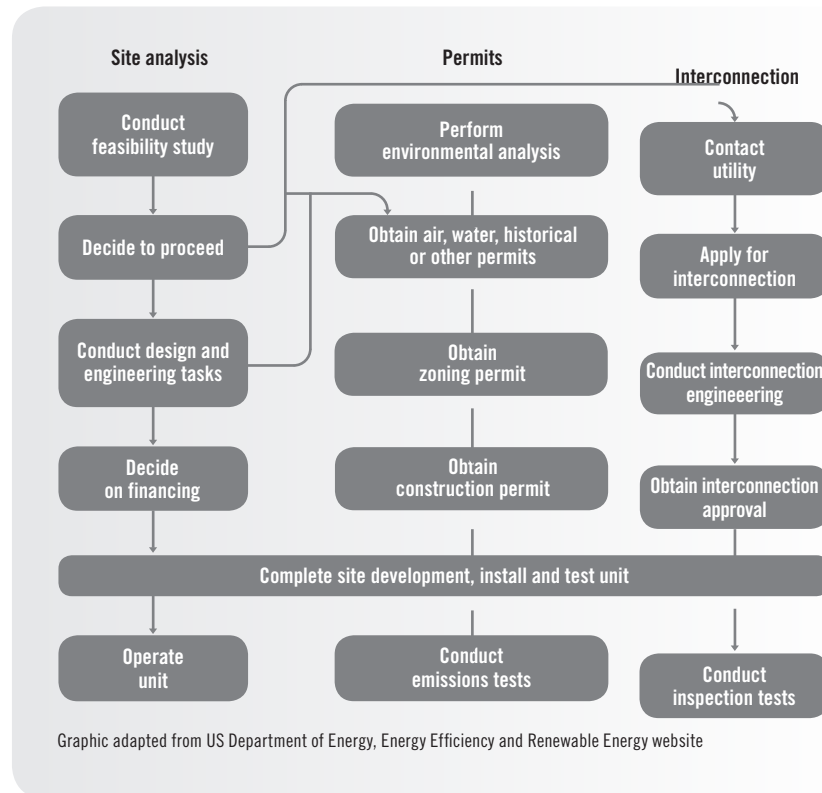 Site analysis
Conduct
feasibility study
Decide to proceed
Conduct design and
engineering tasks
Decide
on financing
Permits
Perform
environmental analysis
Obtain air, water, historical
or other permits
Obtain
zoning permit
Obtain
construction permit
Interconnection
Contact
utility
Apply for
interconnection
Conduct interconnection
engineeering
Obtain interconnection
approval
Complete site development, install and test unit
Operate
unit
Conduct
emissions tests
Conduct
inspection tests
Graphic adapted from US Department of Energy, Energy Efficiency and Renewable Energy website